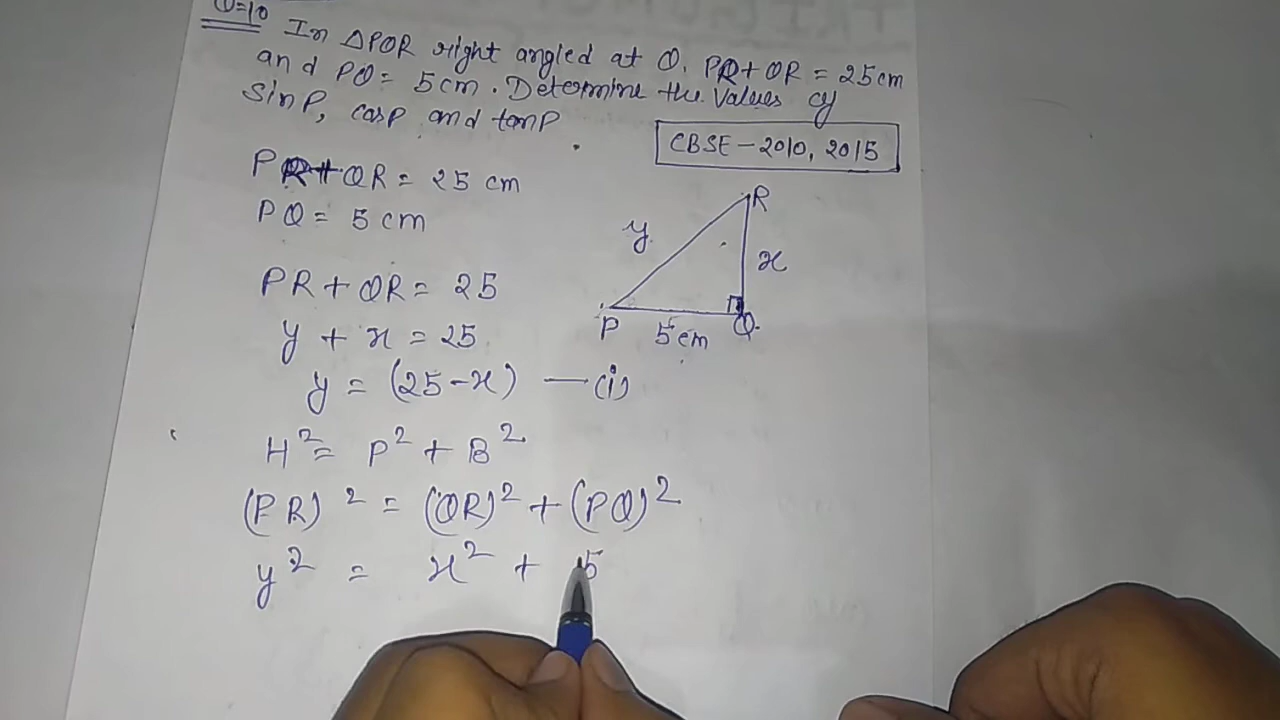 Q=10 In ΔPQR right angled at Q, PR+QR = 25cm
and PQ = 5cm. Determine the values of
sinP, cosP and tanP
CBSE - 2010, 2015
PR+QR = 25 cm
PQ = 5 cm
PR + QR = 25
y + x = 25
y = (25-x) —(i)
H² = P² + B²
(PR)² = (QR)² + (PQ)²
y² = x² + 5
R
y
x
P
5cm
Q